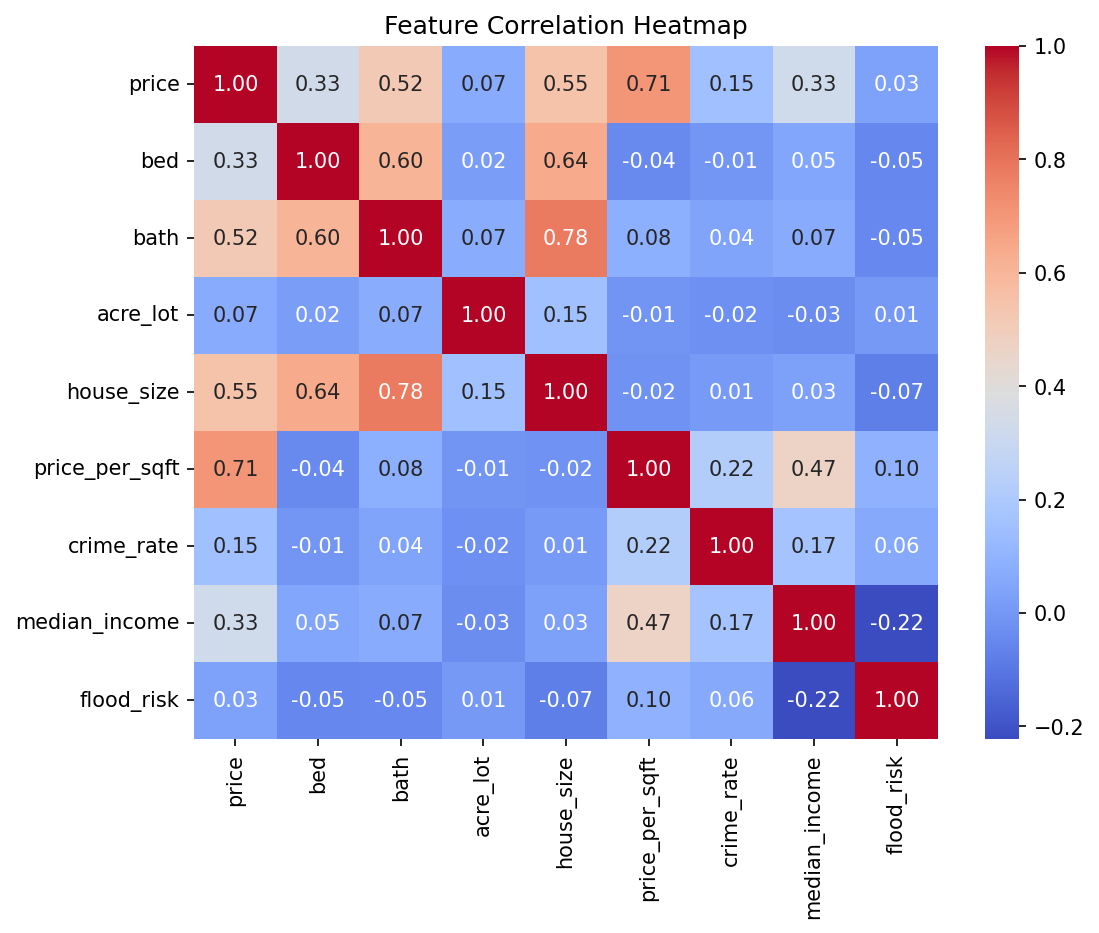 Feature Correlation Heatmap
price 1.00 0.33 0.52 0.07 0.55 0.71 0.15 0.33 0.03
bed 0.33 1.00 0.60 0.02 0.64 -0.04 -0.01 0.05 -0.05
bath 0.52 0.60 1.00 0.07 0.78 0.08 0.04 0.07 -0.05
acre_lot 0.07 0.02 0.07 1.00 0.15 -0.01 -0.02 -0.03 0.01
house_size 0.55 0.64 0.78 0.15 1.00 -0.02 0.01 0.03 -0.07
price_per_sqft 0.71 -0.04 0.08 -0.01 -0.02 1.00 0.22 0.47 0.10
crime_rate 0.15 -0.01 0.04 -0.02 0.01 0.22 1.00 0.17 0.06
median_income 0.33 0.05 0.07 -0.03 0.03 0.47 0.17 1.00 -0.22
flood_risk 0.03 -0.05 -0.05 0.01 -0.07 0.10 0.06 -0.22 1.00
price
bed
bath
acre_lot
house_size
price_per_sqft
crime_rate
median_income
flood_risk
1.0
0.8
0.6
0.4
0.2
0.0
−0.2